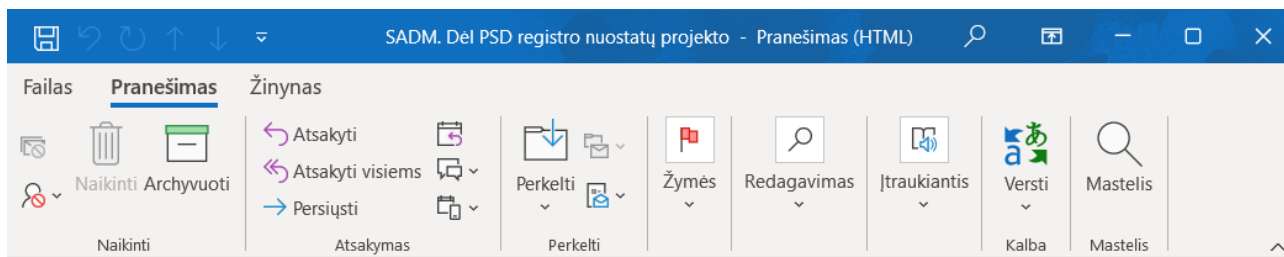 SADM. Dėl PSD registro nuostatų projekto - Pranešimas (HTML)
Failas Pranešimas Žinynas
Naikinti Archyvuoti
Atsakyti
Atsakyti visiems
Persiųsti
Perkelti
Žymės
Redagavimas
Įtraukiantis
Versti
Mastelis
Naikinti Atsakymas Perkelti Kalba Mastelis